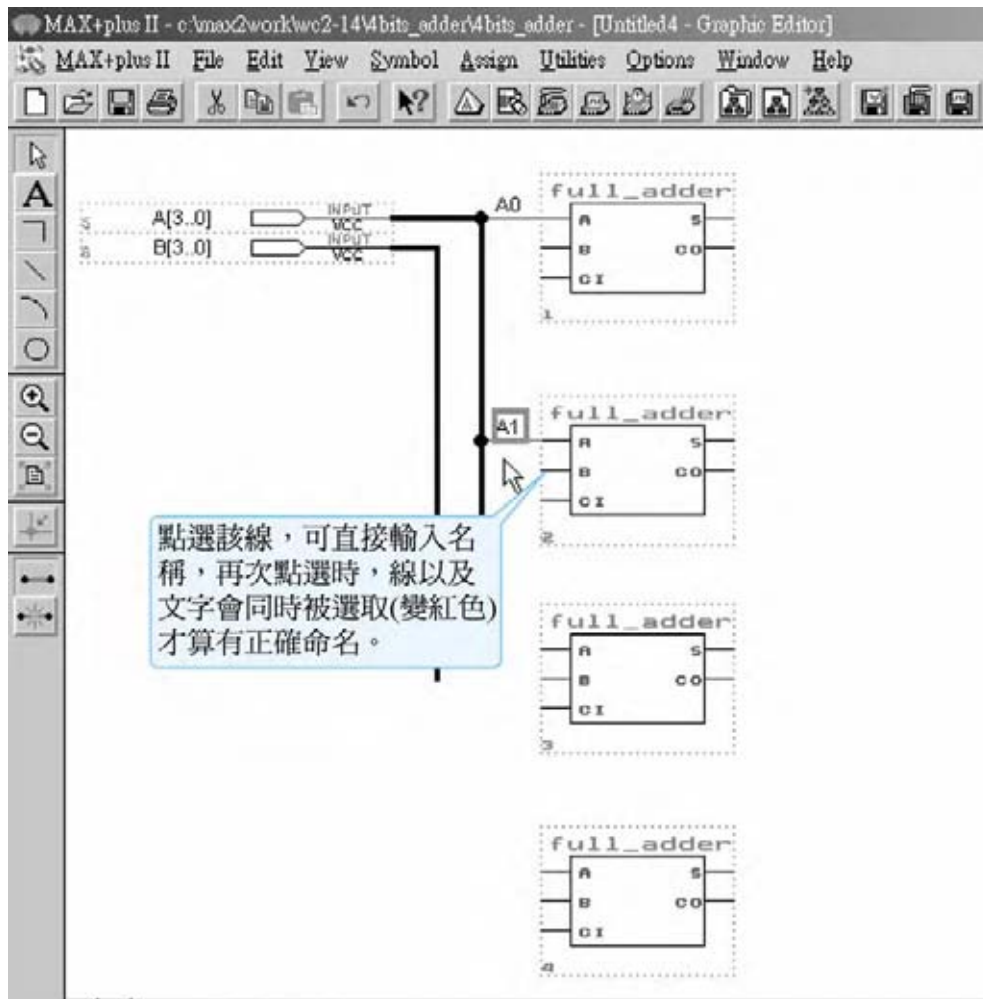 MAX+plus II - c:\max2work\wc2-14\4bits_adder\4bits_adder - [Untitled4 - Graphic Editor]
MAX+plus II File Edit View Symbol Assign Utilities Options Window Help
A
A[3..0] INPUT
VCC
B[3..0] INPUT
VCC
A0
full_adder
A S
B CO
CI
1
A1
full_adder
A S
B CO
CI
2
點選該線，可直接輸入名
稱，再次點選時，線以及
文字會同時被選取(變紅色)
才算有正確命名。
full_adder
A S
B CO
CI
3
full_adder
A S
B CO
CI
4